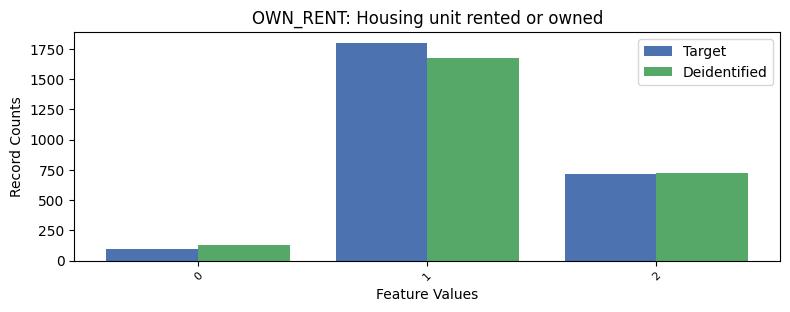 OWN_RENT: Housing unit rented or owned
Target
Deidentified
Record Counts
1750
1500
1250
1000
750
500
250
0
0
1
2
Feature Values